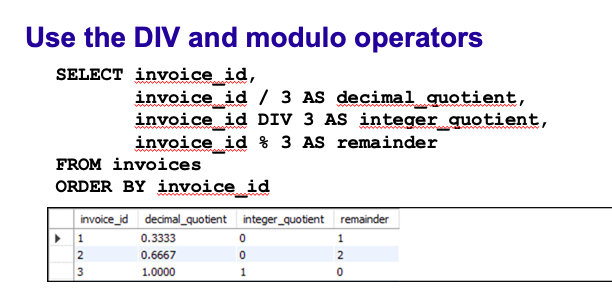 Use the DIV and modulo operators
SELECT invoice_id,
invoice_id / 3 AS decimal_quotient,
invoice_id DIV 3 AS integer_quotient,
invoice_id % 3 AS remainder
FROM invoices
ORDER BY invoice_id
invoice_id decimal_quotient integer_quotient remainder
1 0.3333 0 1
2 0.6667 0 2
3 1.0000 1 0